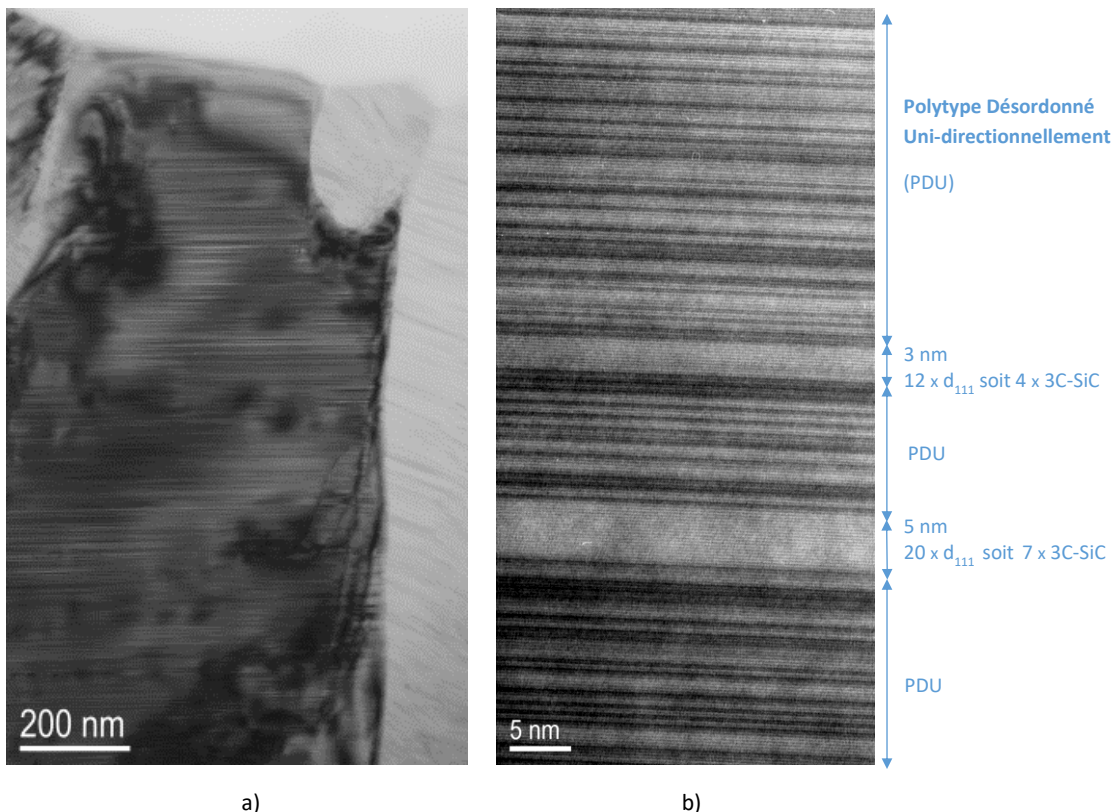 200 nm
a)
5 nm
b)
Polytype Désordonné
Uni-directionnellement
(PDU)
3 nm
12 x d₁₁₁ soit 4 x 3C-SiC
PDU
5 nm
20 x d₁₁₁ soit 7 x 3C-SiC
PDU